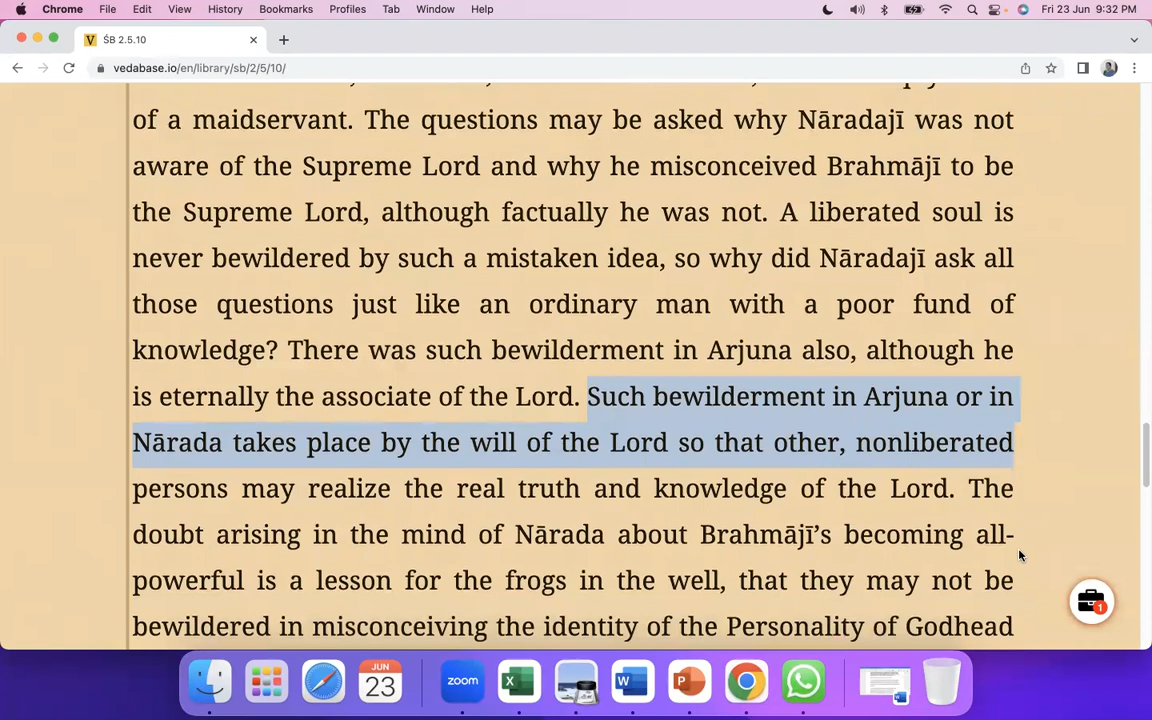 Chrome File Edit View History Bookmarks Profiles Tab Window Help Fri 23 Jun 9:32 PM
V ŚB 2.5.10
vedabase.io/en/library/sb/2/5/10/
of a maidservant. The questions may be asked why Nāradajī was not
aware of the Supreme Lord and why he misconceived Brahmājī to be
the Supreme Lord, although factually he was not. A liberated soul is
never bewildered by such a mistaken idea, so why did Nāradajī ask all
those questions just like an ordinary man with a poor fund of
knowledge? There was such bewilderment in Arjuna also, although he
is eternally the associate of the Lord. Such bewilderment in Arjuna or in
Nārada takes place by the will of the Lord so that other, nonliberated
persons may realize the real truth and knowledge of the Lord. The
doubt arising in the mind of Nārada about Brahmājī’s becoming all-
powerful is a lesson for the frogs in the well, that they may not be
bewildered in misconceiving the identity of the Personality of Godhead
1
JUN
23
zoom
X
W
P